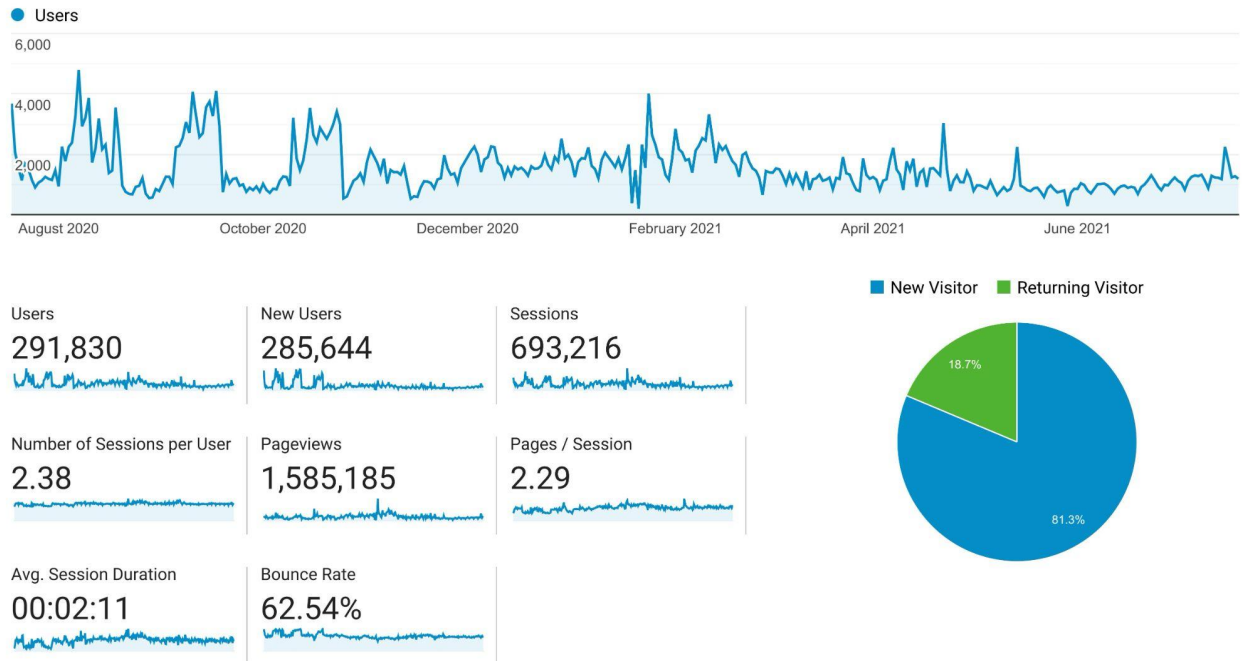 Users
6,000
4,000
2,000
August 2020 October 2020 December 2020 February 2021 April 2021 June 2021
New Visitor Returning Visitor
Users New Users Sessions
291,830 285,644 693,216
18.7%
Number of Sessions per User Pageviews Pages / Session
2.38 1,585,185 2.29
81.3%
Avg. Session Duration Bounce Rate
00:02:11 62.54%